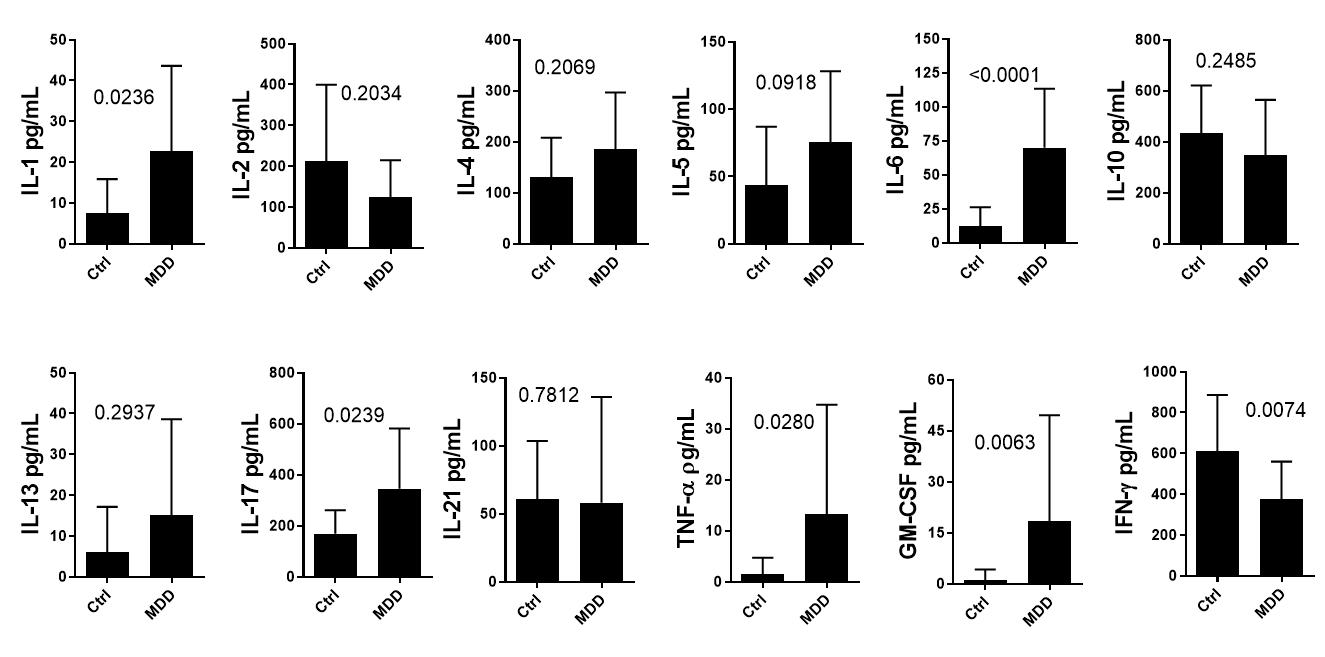 IL-1 pg/mL
50
40
30
20
10
0
0.0236
Ctrl
MDD
IL-2 pg/mL
500
400
300
200
100
0
0.2034
Ctrl
MDD
IL-4 pg/mL
400
300
200
100
0
0.2069
Ctrl
MDD
IL-5 pg/mL
150
100
50
0
0.0918
Ctrl
MDD
IL-6 pg/mL
150
125
100
75
50
25
0
<0.0001
Ctrl
MDD
IL-10 pg/mL
800
600
400
200
0
0.2485
Ctrl
MDD
IL-13 pg/mL
50
40
30
20
10
0
0.2937
Ctrl
MDD
IL-17 pg/mL
800
600
400
200
0
0.0239
Ctrl
MDD
IL-21 pg/mL
150
100
50
0
0.7812
Ctrl
MDD
TNF-α ρg/mL
40
30
20
10
0
0.0280
Ctrl
MDD
GM-CSF pg/mL
60
45
30
15
0
0.0063
Ctrl
MDD
IFN-γ pg/mL
1000
800
600
400
200
0
0.0074
Ctrl
MDD